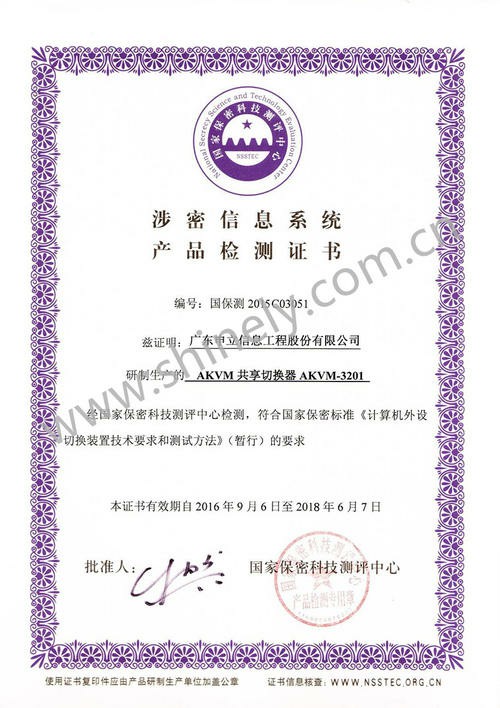 国家保密科技测评中心
National Secrecy Science and Technology Evaluation Center
NSSTEC
涉密信息系统
产品检测证书
编号：国保测 2015C03051
兹证明：广东申立信息工程股份有限公司
研制生产的 AKVM 共享切换器 AKVM-3201
经国家保密科技测评中心检测，符合国家保密标准《计算机外设
切换装置技术要求和测试方法》（暂行）的要求
本证书有效期自 2016 年 9 月 6 日至 2018 年 6 月 7 日
批准人：
国家保密科技测评中心
国家保密科技测评中心
产品检测专用章
使用证书复印件应由产品研制生产单位加盖公章
证书信息核查：WWW.NSSTEC.ORG.CN
www.shinely.com.cn